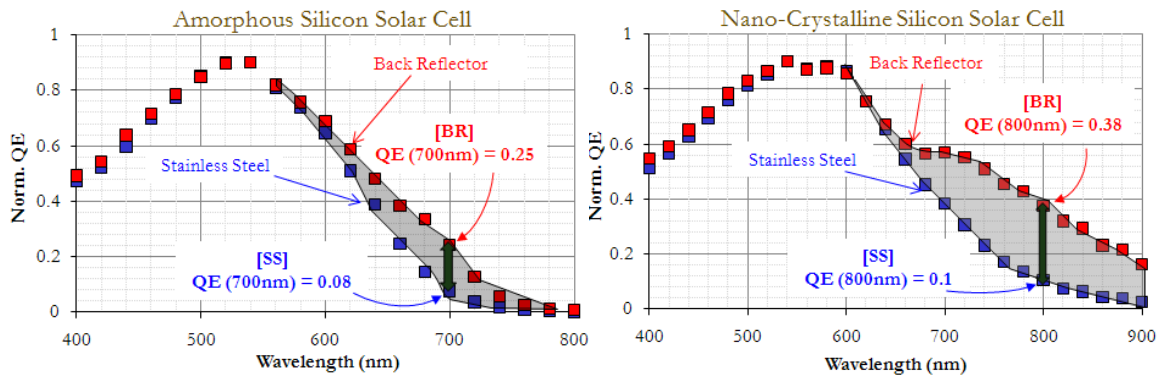 Amorphous Silicon Solar Cell
1
0.8
0.6
0.4
0.2
0
Norm. QE
Back Reflector
[BR]
QE (700nm) = 0.25
Stainless Steel
[SS]
QE (700nm) = 0.08
400
500
600
700
800
Wavelength (nm)
Nano-Crystalline Silicon Solar Cell
1
0.8
0.6
0.4
0.2
0
Norm. QE
Back Reflector
[BR]
QE (800nm) = 0.38
Stainless Steel
[SS]
QE (800nm) = 0.1
400
500
600
700
800
900
Wavelength (nm)